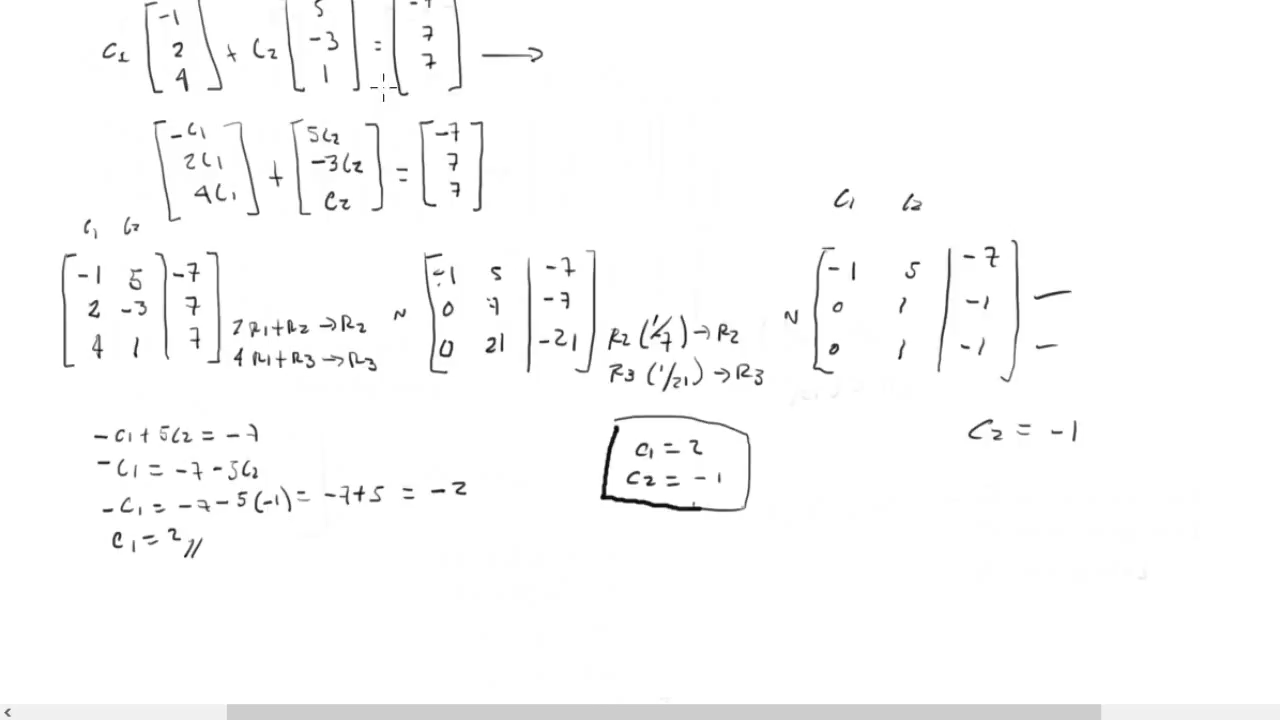 C₁ [-1 2 4] + C₂ [5 -3 1] = [-7 7 7] →
[-C₁ 2C₁ 4C₁] + [5C₂ -3C₂ C₂] = [-7 7 7]
C₁ C₂
[-1 5 | -7]
[2 -3 | 7]
[4 1 | 7]
2R₁+R₂→R₂
4R₁+R₃→R₃
~
[-1 5 | -7]
[0 7 | -7]
[0 21 | -21]
R₂(1/7)→R₂
R₃(1/21)→R₃
C₁ C₂
~
[-1 5 | -7]
[0 1 | -1] —
[0 1 | -1] —
-C₁+5C₂ = -7
-C₁ = -7-5C₂
-C₁ = -7-5(-1) = -7+5 = -2
C₁ = 2 //
C₁ = 2
C₂ = -1
C₂ = -1